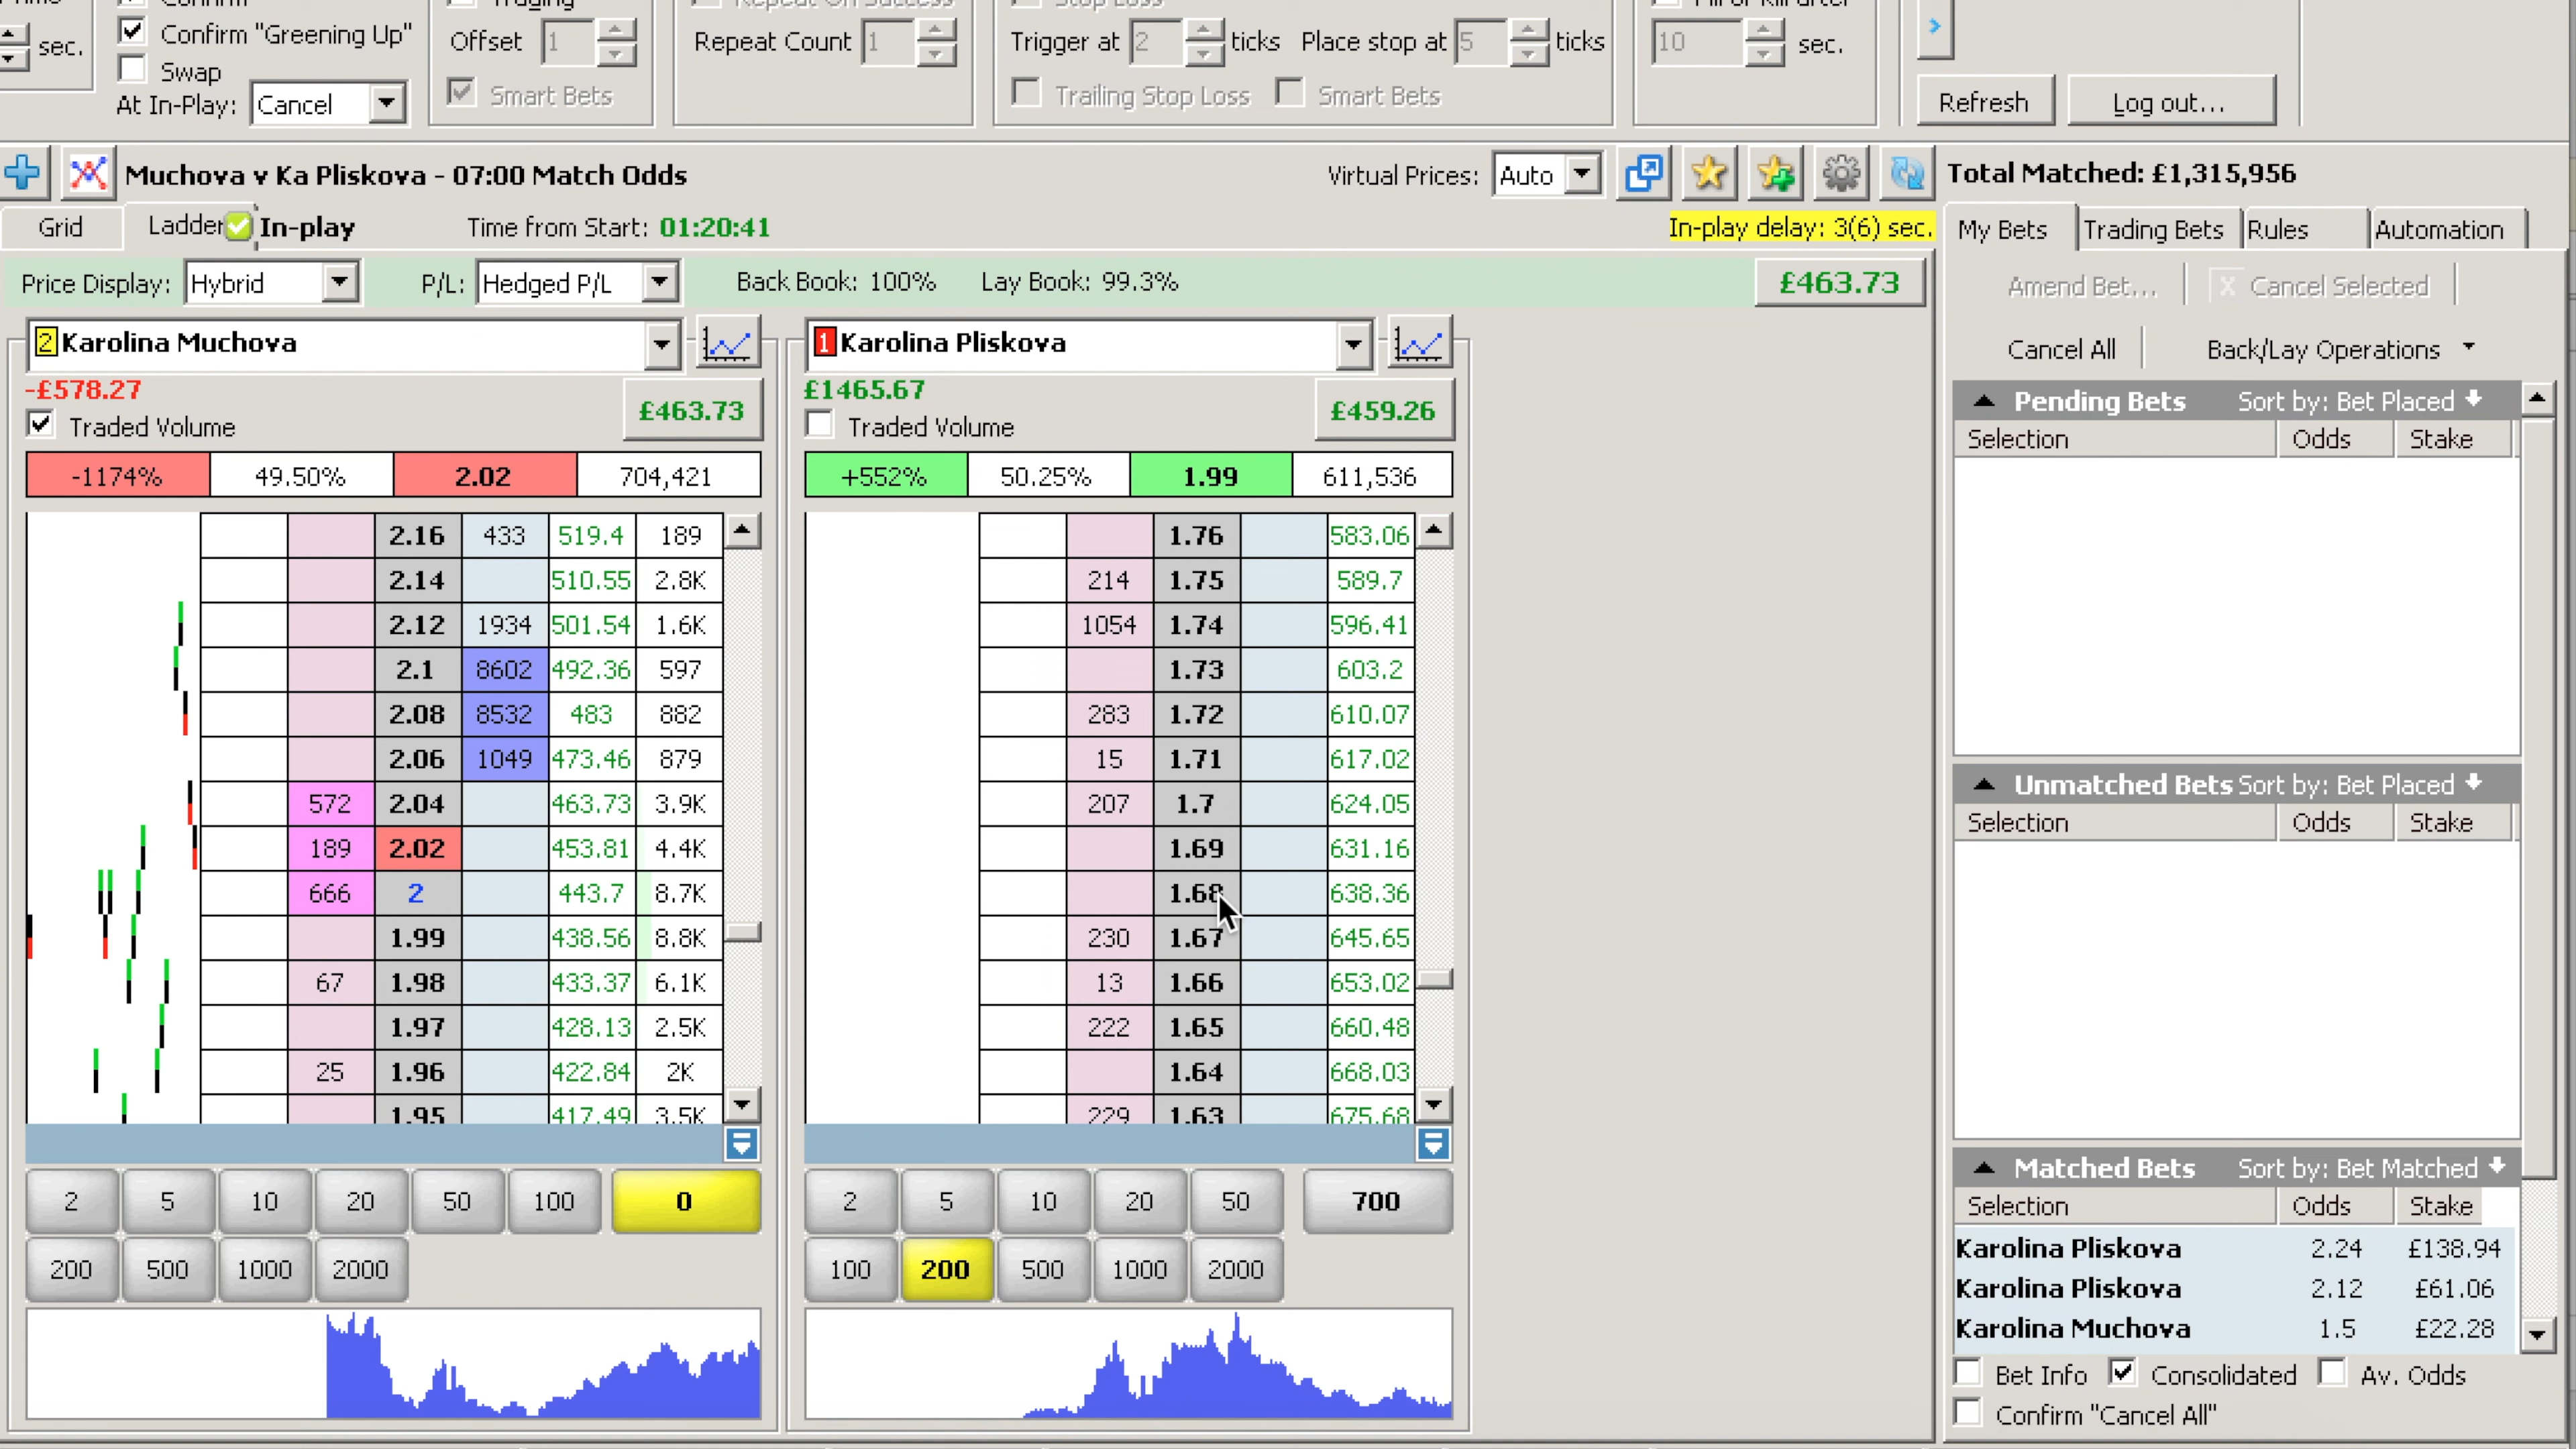 sec.
Confirm "Greening Up"
Swap
At In-Play: Cancel
Offset 1
Smart Bets
Repeat On Success
Repeat Count 1
Stop Loss
Trigger at 2 ticks Place stop at 5 ticks
Trailing Stop Loss Smart Bets
10 sec.
Refresh Log out...
Muchova v Ka Pliskova - 07:00 Match Odds
Virtual Prices: Auto
Total Matched: £1,315,956
Grid Ladder In-play Time from Start: 01:20:41 In-play delay: 3(6) sec.
My Bets Trading Bets Rules Automation
Price Display: Hybrid P/L: Hedged P/L Back Book: 100% Lay Book: 99.3% £463.73
Amend Bet... X Cancel Selected
Cancel All Back/Lay Operations
2 Karolina Muchova
-£578.27
Traded Volume £463.73
-1174% 49.50% 2.02 704,421
2.16 433 519.4 189
2.14 510.55 2.8K
2.12 1934 501.54 1.6K
2.1 8602 492.36 597
2.08 8532 483 882
2.06 1049 473.46 879
572 2.04 463.73 3.9K
189 2.02 453.81 4.4K
666 2 443.7 8.7K
1.99 438.56 8.8K
67 1.98 433.37 6.1K
1.97 428.13 2.5K
25 1.96 422.84 2K
1.95 417.49 3.5K
2 5 10 20 50 100 0
200 500 1000 2000
1 Karolina Pliskova
£1465.67
Traded Volume £459.26
+552% 50.25% 1.99 611,536
1.76 583.06
214 1.75 589.7
1054 1.74 596.41
1.73 603.2
283 1.72 610.07
15 1.71 617.02
207 1.7 624.05
1.69 631.16
1.68 638.36
230 1.67 645.65
13 1.66 653.02
222 1.65 660.48
1.64 668.03
229 1.63 675.68
2 5 10 20 50 700
100 200 500 1000 2000
Pending Bets Sort by: Bet Placed
Selection Odds Stake
Unmatched Bets Sort by: Bet Placed
Selection Odds Stake
Matched Bets Sort by: Bet Matched
Selection Odds Stake
Karolina Pliskova 2.24 £138.94
Karolina Pliskova 2.12 £61.06
Karolina Muchova 1.5 £22.28
Bet Info Consolidated Av. Odds
Confirm "Cancel All"